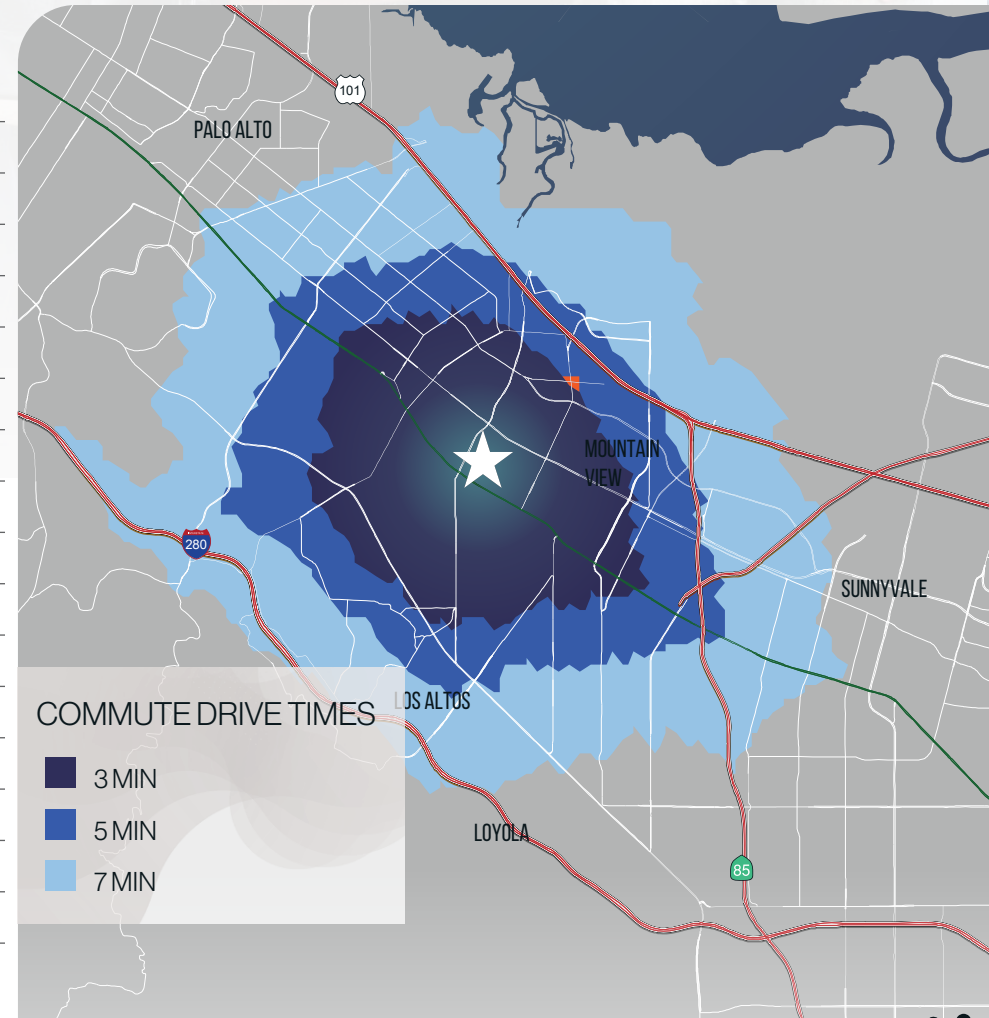 101
PALO ALTO
MOUNTAIN
VIEW
280
SUNNYVALE
LOS ALTOS
COMMUTE DRIVE TIMES
3 MIN
5 MIN
7 MIN
LOYOLA
85